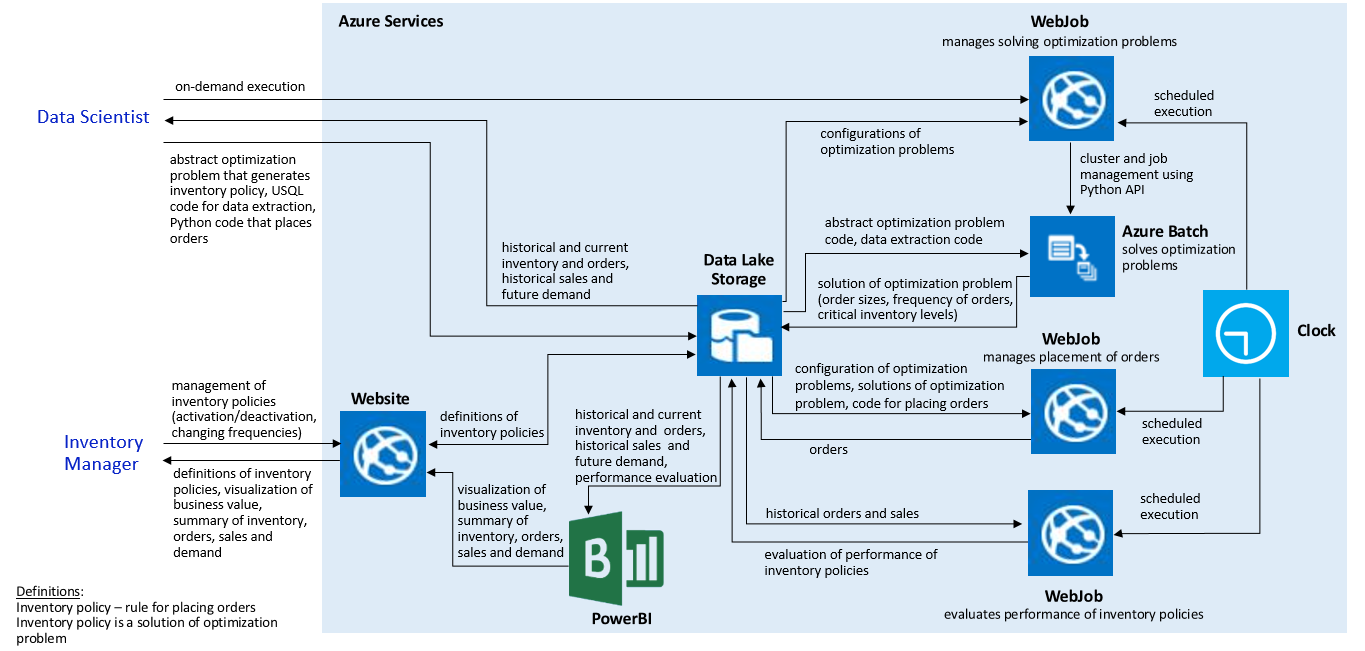 Azure Services
WebJob
manages solving optimization problems
on-demand execution
Data Scientist
abstract optimization
problem that generates
inventory policy, USQL
code for data extraction,
Python code that places
orders
configurations of
optimization problems
scheduled
execution
cluster and job
management using
Python API
historical and current
inventory and orders,
historical sales and
future demand
Data Lake
Storage
abstract optimization problem
code, data extraction code
Azure Batch
solves optimization
problems
solution of optimization problem
(order sizes, frequency of orders,
critical inventory levels)
Clock
WebJob
manages placement of orders
configuration of optimization
problems, solutions of optimization
problem, code for placing orders
orders
scheduled
execution
management of
inventory policies
(activation/deactivation,
changing frequencies)
Inventory
Manager
definitions of inventory
policies, visualization of
business value,
summary of inventory,
orders, sales and
demand
Website
definitions of
inventory policies
historical and current
inventory and orders,
historical sales and
future demand,
performance evaluation
visualization of
business value,
summary of
inventory, orders,
sales and demand
B
PowerBI
historical orders and sales
evaluation of performance of
inventory policies
scheduled
execution
WebJob
evaluates performance of inventory policies
Definitions:
Inventory policy – rule for placing orders
Inventory policy is a solution of optimization
problem